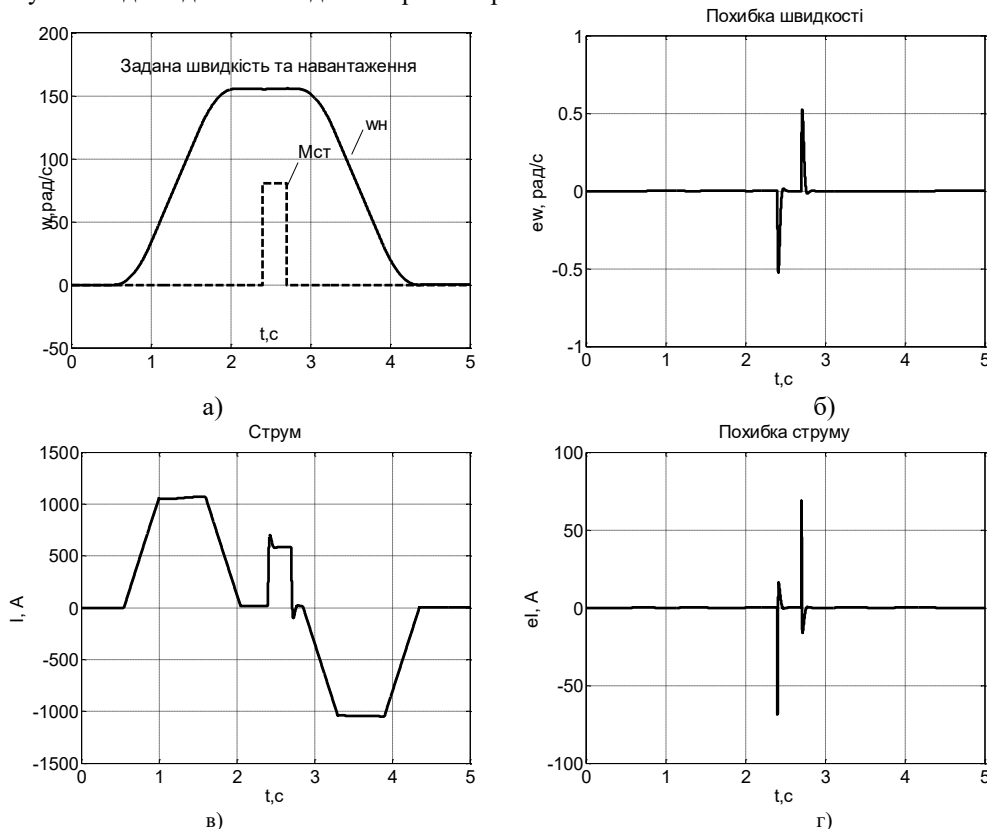 Задана швидкість та навантаження
200
150
100
50
0
-50
w,рад/с
wн
Мст
t,c
0 1 2 3 4 5
а)
Похибка швидкості
1
0.5
0
-0.5
-1
ew, рад/с
0 1 2 3 4 5
t,c
б)
Струм
1500
1000
500
0
-500
-1000
-1500
I, A
0 1 2 3 4 5
t,c
в)
Похибка струму
100
50
0
-50
-100
eI, A
0 1 2 3 4 5
t,c
г)